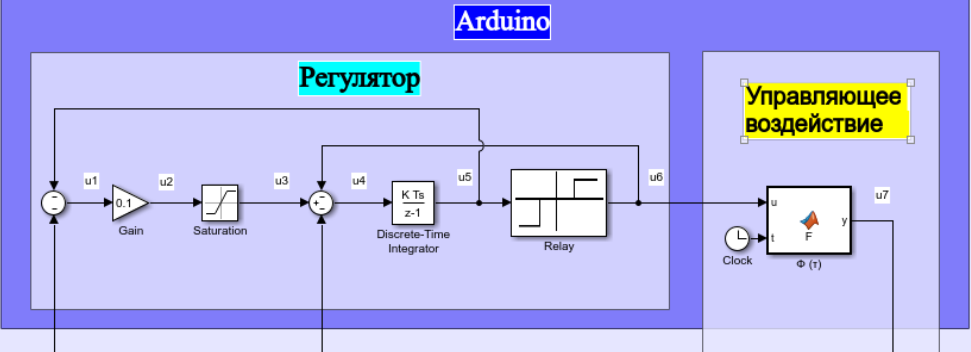 Arduino
Регулятор
Управляющее
воздействие
u1
u2
u3
u4
u5
u6
u7
0.1
Gain
Saturation
K Ts
z-1
Discrete-Time
Integrator
Relay
Clock
u
t
F
y
Ф (τ)